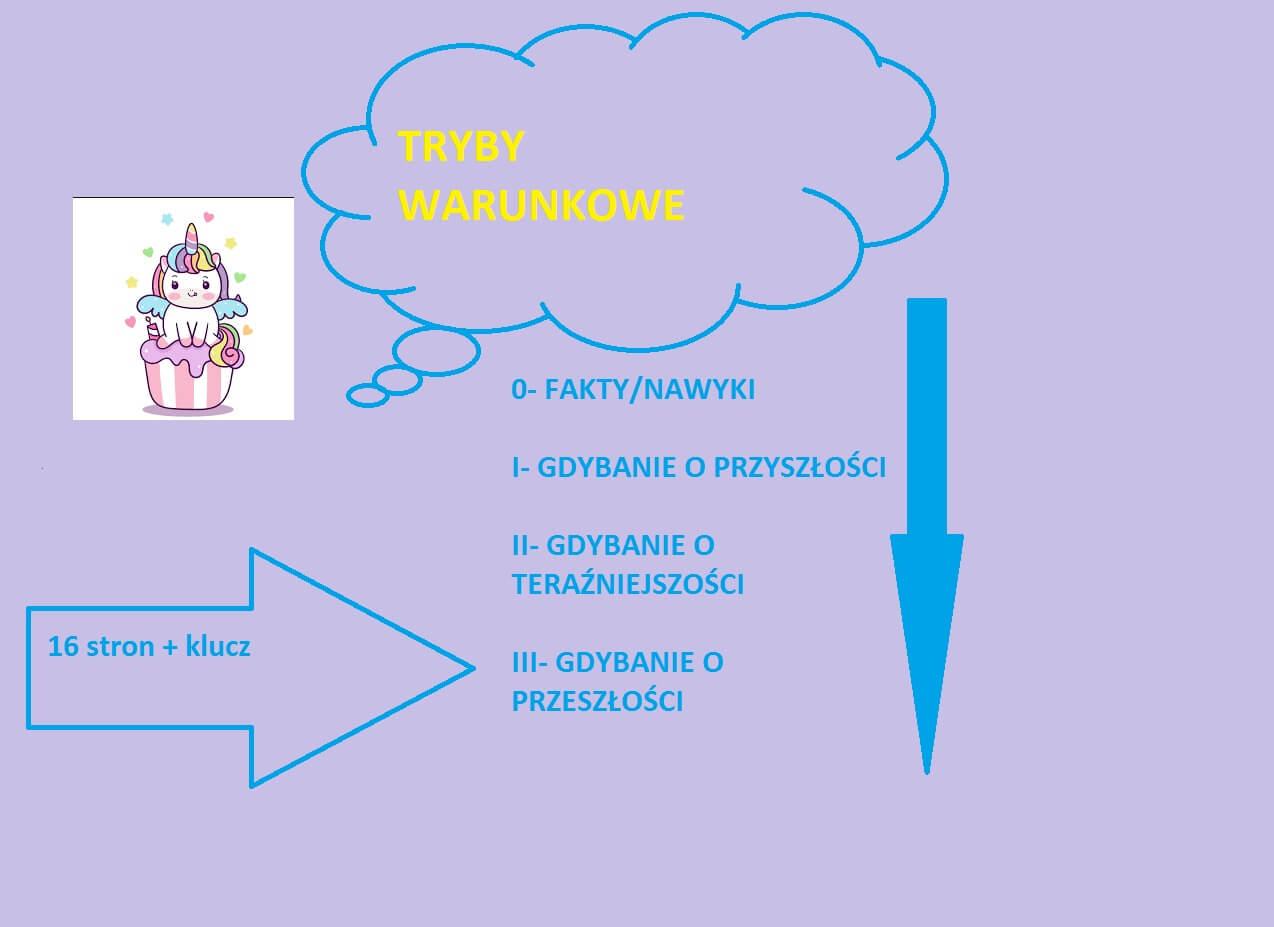 TRYBY
WARUNKOWE
0- FAKTY/NAWYKI
I- GDYBANIE O PRZYSZŁOŚCI
II- GDYBANIE O
TERAŹNIEJSZOŚCI
16 stron + klucz
III- GDYBANIE O
PRZESZŁOŚCI